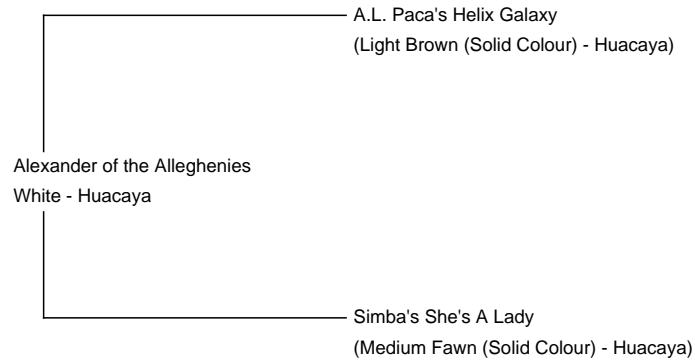 A.L. Paca's Helix Galaxy
(Light Brown (Solid Colour) - Huacaya)
Alexander of the Alleghenies
White - Huacaya
Simba's She's A Lady
(Medium Fawn (Solid Colour) - Huacaya)